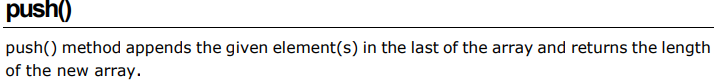 push()
push() method appends the given element(s) in the last of the array and returns the length
of the new array.